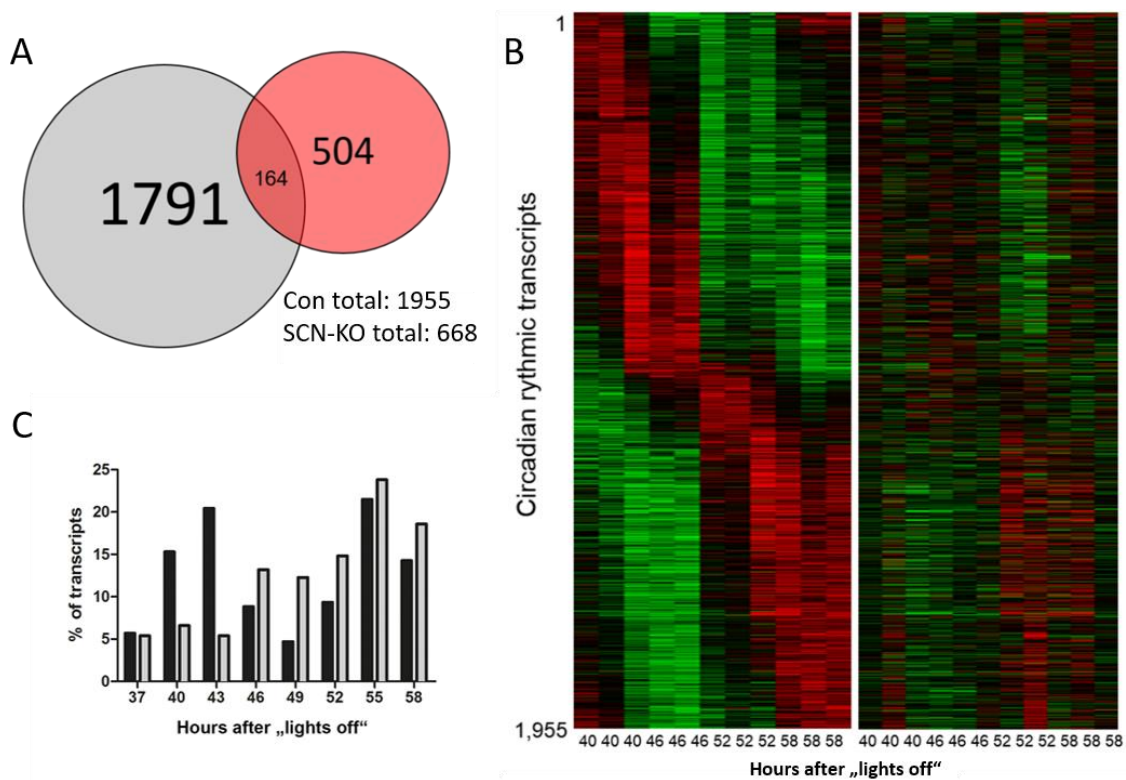 A
1791
164
504
Con total: 1955
SCN-KO total: 668
B
1
Circadian rythmic transcripts
1,955
40 40 40 46 46 46 52 52 52 58 58 58
40 40 40 46 46 46 52 52 52 58 58 58
Hours after „lights off“
C
% of transcripts
25
20
15
10
5
0
37 40 43 46 49 52 55 58
Hours after „lights off“